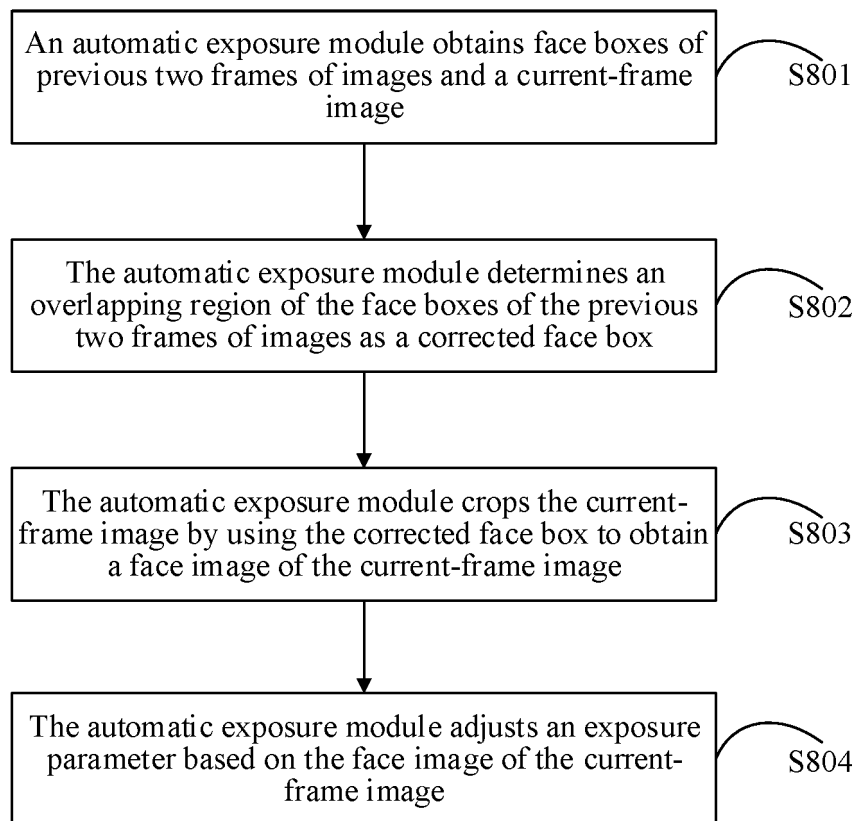 An automatic exposure module obtains face boxes of
previous two frames of images and a current-frame
image
S801
The automatic exposure module determines an
overlapping region of the face boxes of the previous
two frames of images as a corrected face box
S802
The automatic exposure module crops the current-
frame image by using the corrected face box to obtain
a face image of the current-frame image
S803
The automatic exposure module adjusts an exposure
parameter based on the face image of the current-
frame image
S804